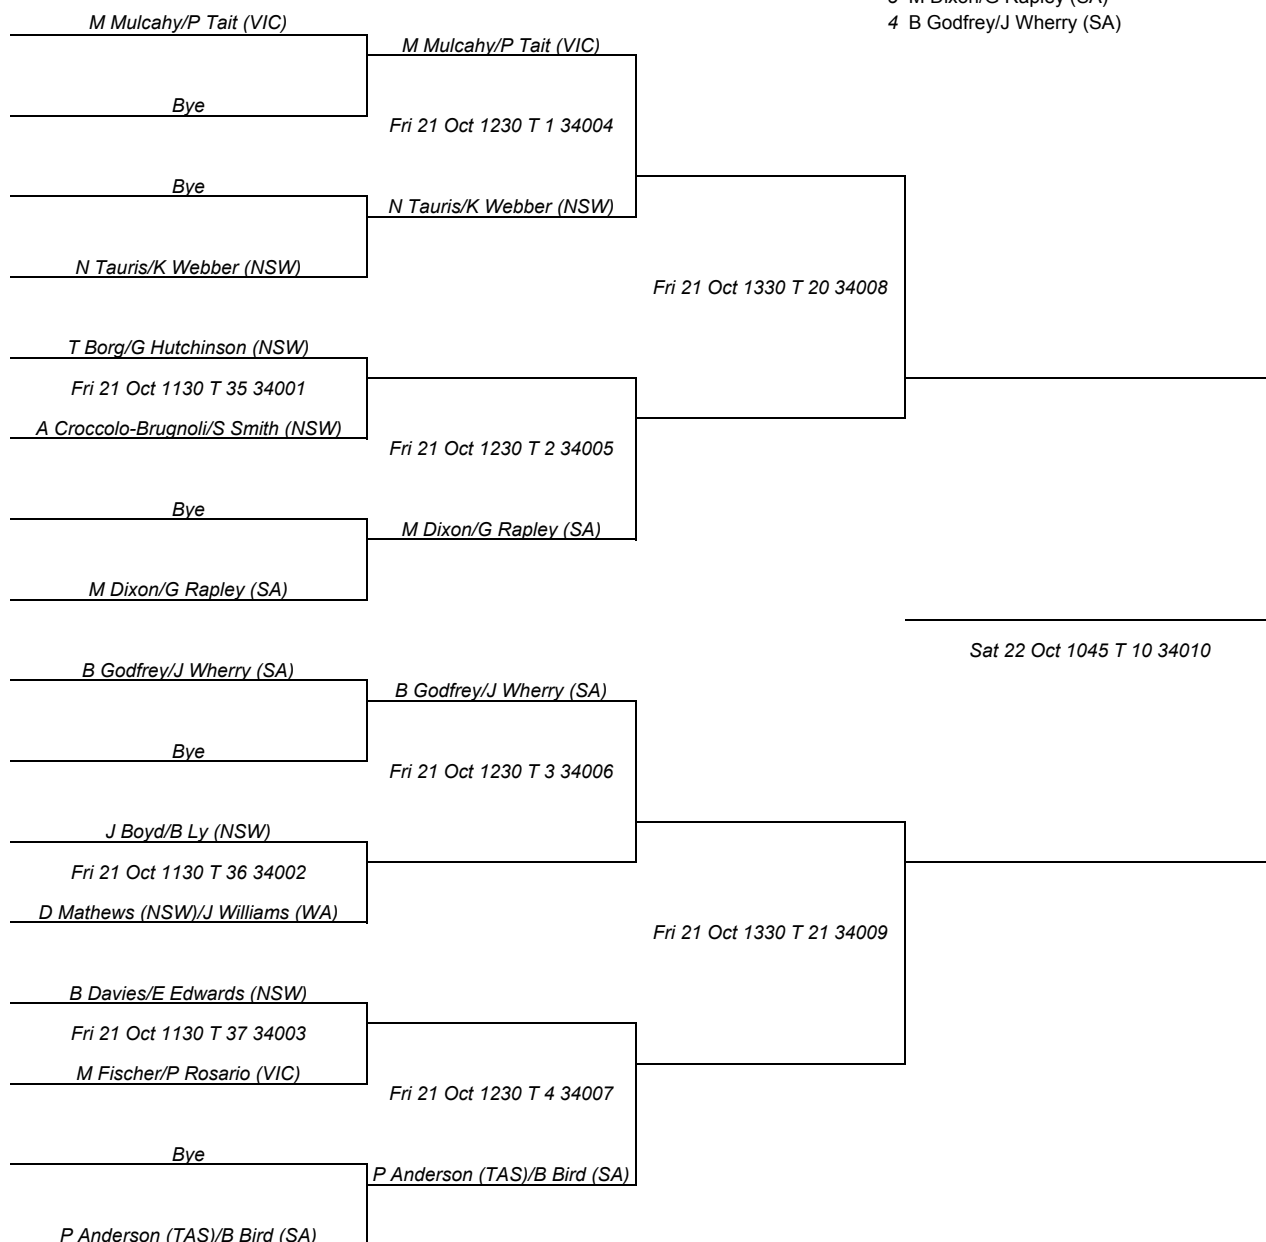 3 M Dixon/G Rapley (SA)
4 B Godfrey/J Wherry (SA)
M Mulcahy/P Tait (VIC)
M Mulcahy/P Tait (VIC)
Bye
Fri 21 Oct 1230 T 1 34004
Bye
N Tauris/K Webber (NSW)
N Tauris/K Webber (NSW)
Fri 21 Oct 1330 T 20 34008
T Borg/G Hutchinson (NSW)
Fri 21 Oct 1130 T 35 34001
A Croccolo-Brugnoli/S Smith (NSW)
Fri 21 Oct 1230 T 2 34005
Bye
M Dixon/G Rapley (SA)
M Dixon/G Rapley (SA)
Sat 22 Oct 1045 T 10 34010
B Godfrey/J Wherry (SA)
B Godfrey/J Wherry (SA)
Bye
Fri 21 Oct 1230 T 3 34006
J Boyd/B Ly (NSW)
Fri 21 Oct 1130 T 36 34002
D Mathews (NSW)/J Williams (WA)
Fri 21 Oct 1330 T 21 34009
B Davies/E Edwards (NSW)
Fri 21 Oct 1130 T 37 34003
M Fischer/P Rosario (VIC)
Fri 21 Oct 1230 T 4 34007
Bye
P Anderson (TAS)/B Bird (SA)
P Anderson (TAS)/B Bird (SA)